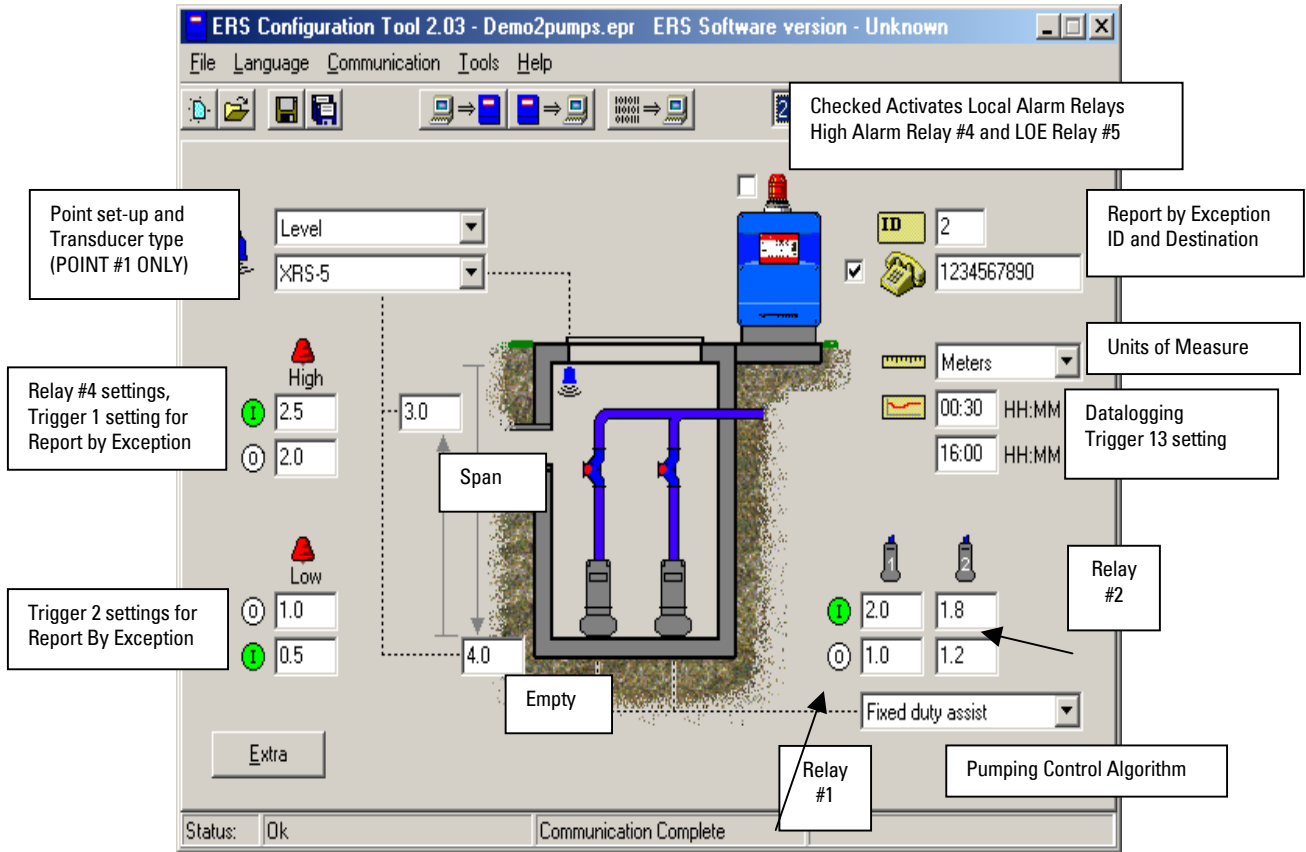 ERS Configuration Tool 2.03 - Demo2pumps.epr ERS Software version - Unknown
File Language Communication Tools Help
2
Checked Activates Local Alarm Relays
High Alarm Relay #4 and LOE Relay #5
Point set-up and
Transducer type
(POINT #1 ONLY)
Level
XRS-5
ID
2
1234567890
Report by Exception
ID and Destination
Relay #4 settings,
Trigger 1 setting for
Report by Exception
High
I 2.5
O 2.0
3.0
Span
Meters
Units of Measure
00:30 HH:MM
16:00 HH:MM
Datalogging
Trigger 13 setting
Trigger 2 settings for
Report By Exception
Low
O 1.0
I 0.5
4.0
Empty
1 2
I 2.0 1.8
O 1.0 1.2
Relay
#2
Fixed duty assist
Relay
#1
Pumping Control Algorithm
Extra
Status: Ok Communication Complete